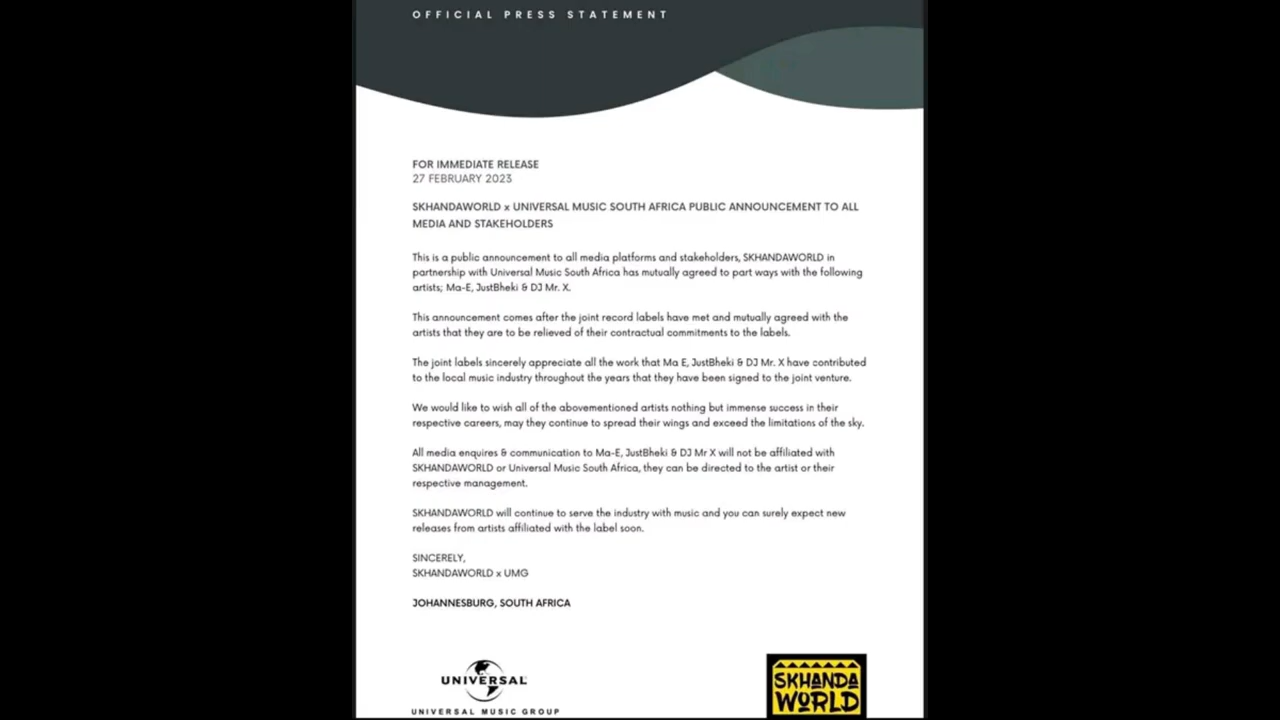 OFFICIAL PRESS STATEMENT
FOR IMMEDIATE RELEASE
27 FEBRUARY 2023
SKHANDAWORLD x UNIVERSAL MUSIC SOUTH AFRICA PUBLIC ANNOUNCEMENT TO ALL
MEDIA AND STAKEHOLDERS
This is a public announcement to all media platforms and stakeholders, SKHANDAWORLD in
partnership with Universal Music South Africa has mutually agreed to part ways with the following
artists; Ma-E, JustBheki & DJ Mr. X.
This announcement comes after the joint record labels have met and mutually agreed with the
artists that they are to be relieved of their contractual commitments to the labels.
The joint labels sincerely appreciate all the work that Ma E, JustBheki & DJ Mr. X have contributed
to the local music industry throughout the years that they have been signed to the joint venture.
We would like to wish all of the abovementioned artists nothing but immense success in their
respective careers, may they continue to spread their wings and exceed the limitations of the sky.
All media enquires & communication to Ma-E, JustBheki & DJ Mr X will not be affiliated with
SKHANDAWORLD or Universal Music South Africa, they can be directed to the artist or their
respective management.
SKHANDAWORLD will continue to serve the industry with music and you can surely expect new
releases from artists affiliated with the label soon.
SINCERELY,
SKHANDAWORLD x UMG
JOHANNESBURG, SOUTH AFRICA
UNIVERSAL
UNIVERSAL MUSIC GROUP
SKHANDA
WORLD